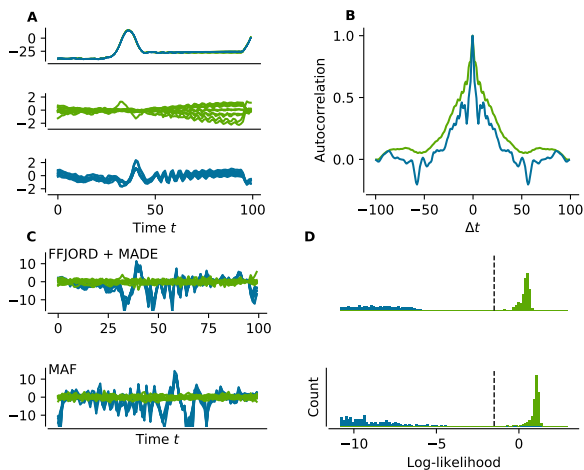 A
0
−25
2
0
−2
2
0
−2
0
50
100
Time t
B
Autocorrelation
1.0
0.5
0.0
−100
−50
0
50
100
Δt
C
FFJORD + MADE
10
0
−10
0
25
50
75
100
MAF
10
0
−10
Time t
D
Count
−10
−5
0
Log-likelihood